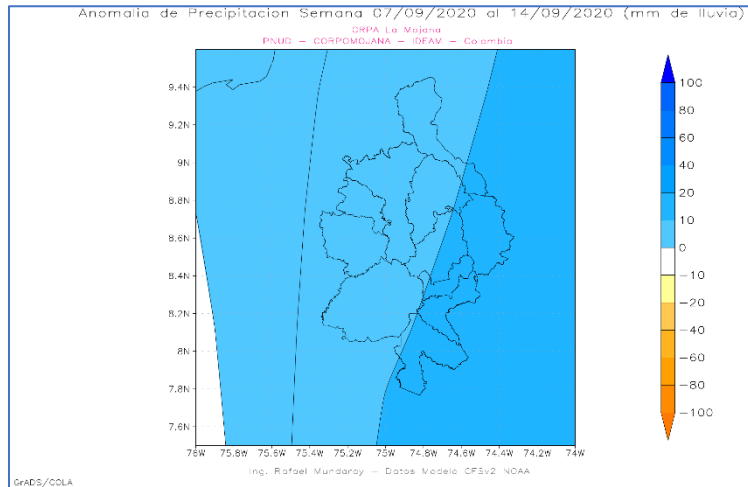 Anomalia de Precipitacion Semana 07/09/2020 al 14/09/2020 (mm de lluvia)
CRPA La Mojana
PNUD – CORPOMOJANA – IDEAM – Colombia
9.4N
9.2N
9N
8.8N
8.6N
8.4N
8.2N
8N
7.8N
7.6N
76W 75.8W 75.6W 75.4W 75.2W 75W 74.8W 74.6W 74.4W 74.2W 74W
100
80
60
40
20
10
0
−10
−20
−40
−60
−80
−100
Ing. Rafael Mundaray – Datos Modelo CFSv2 NOAA
GrADS/COLA